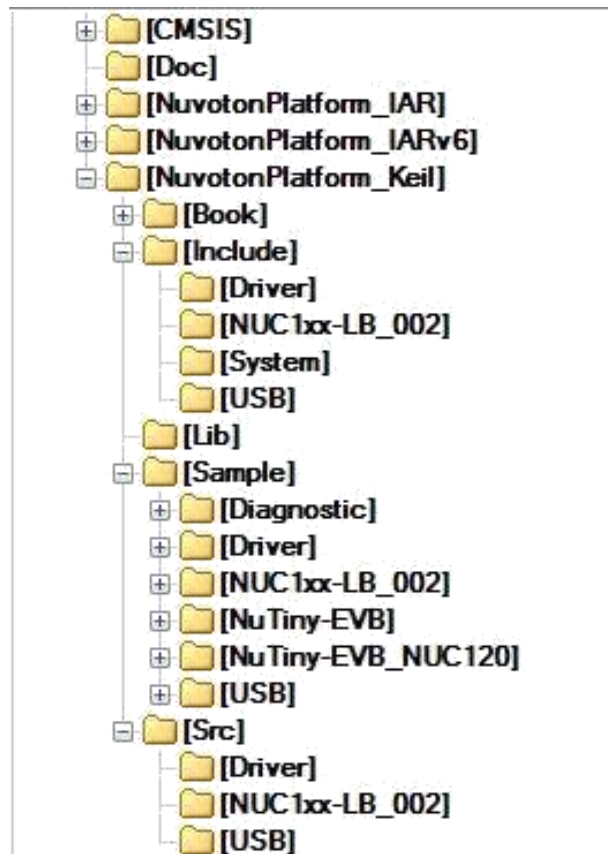 [CMSIS]
[Doc]
[NuvotonPlatform_IAR]
[NuvotonPlatform_IARv6]
[NuvotonPlatform_Keil]
[Book]
[Include]
[Driver]
[NUC1xx-LB_002]
[System]
[USB]
[Lib]
[Sample]
[Diagnostic]
[Driver]
[NUC1xx-LB_002]
[NuTiny-EVB]
[NuTiny-EVB_NUC120]
[USB]
[Src]
[Driver]
[NUC1xx-LB_002]
[USB]